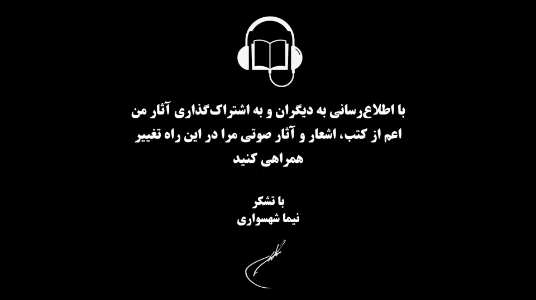 با اطلاع‌رسانی به دیگران و به اشتراک‌گذاری آثار من
اعم از کتب، اشعار و آثار صوتی مرا در این راه تغییر
همراهی کنید
با تشکر
نیما شهسواری